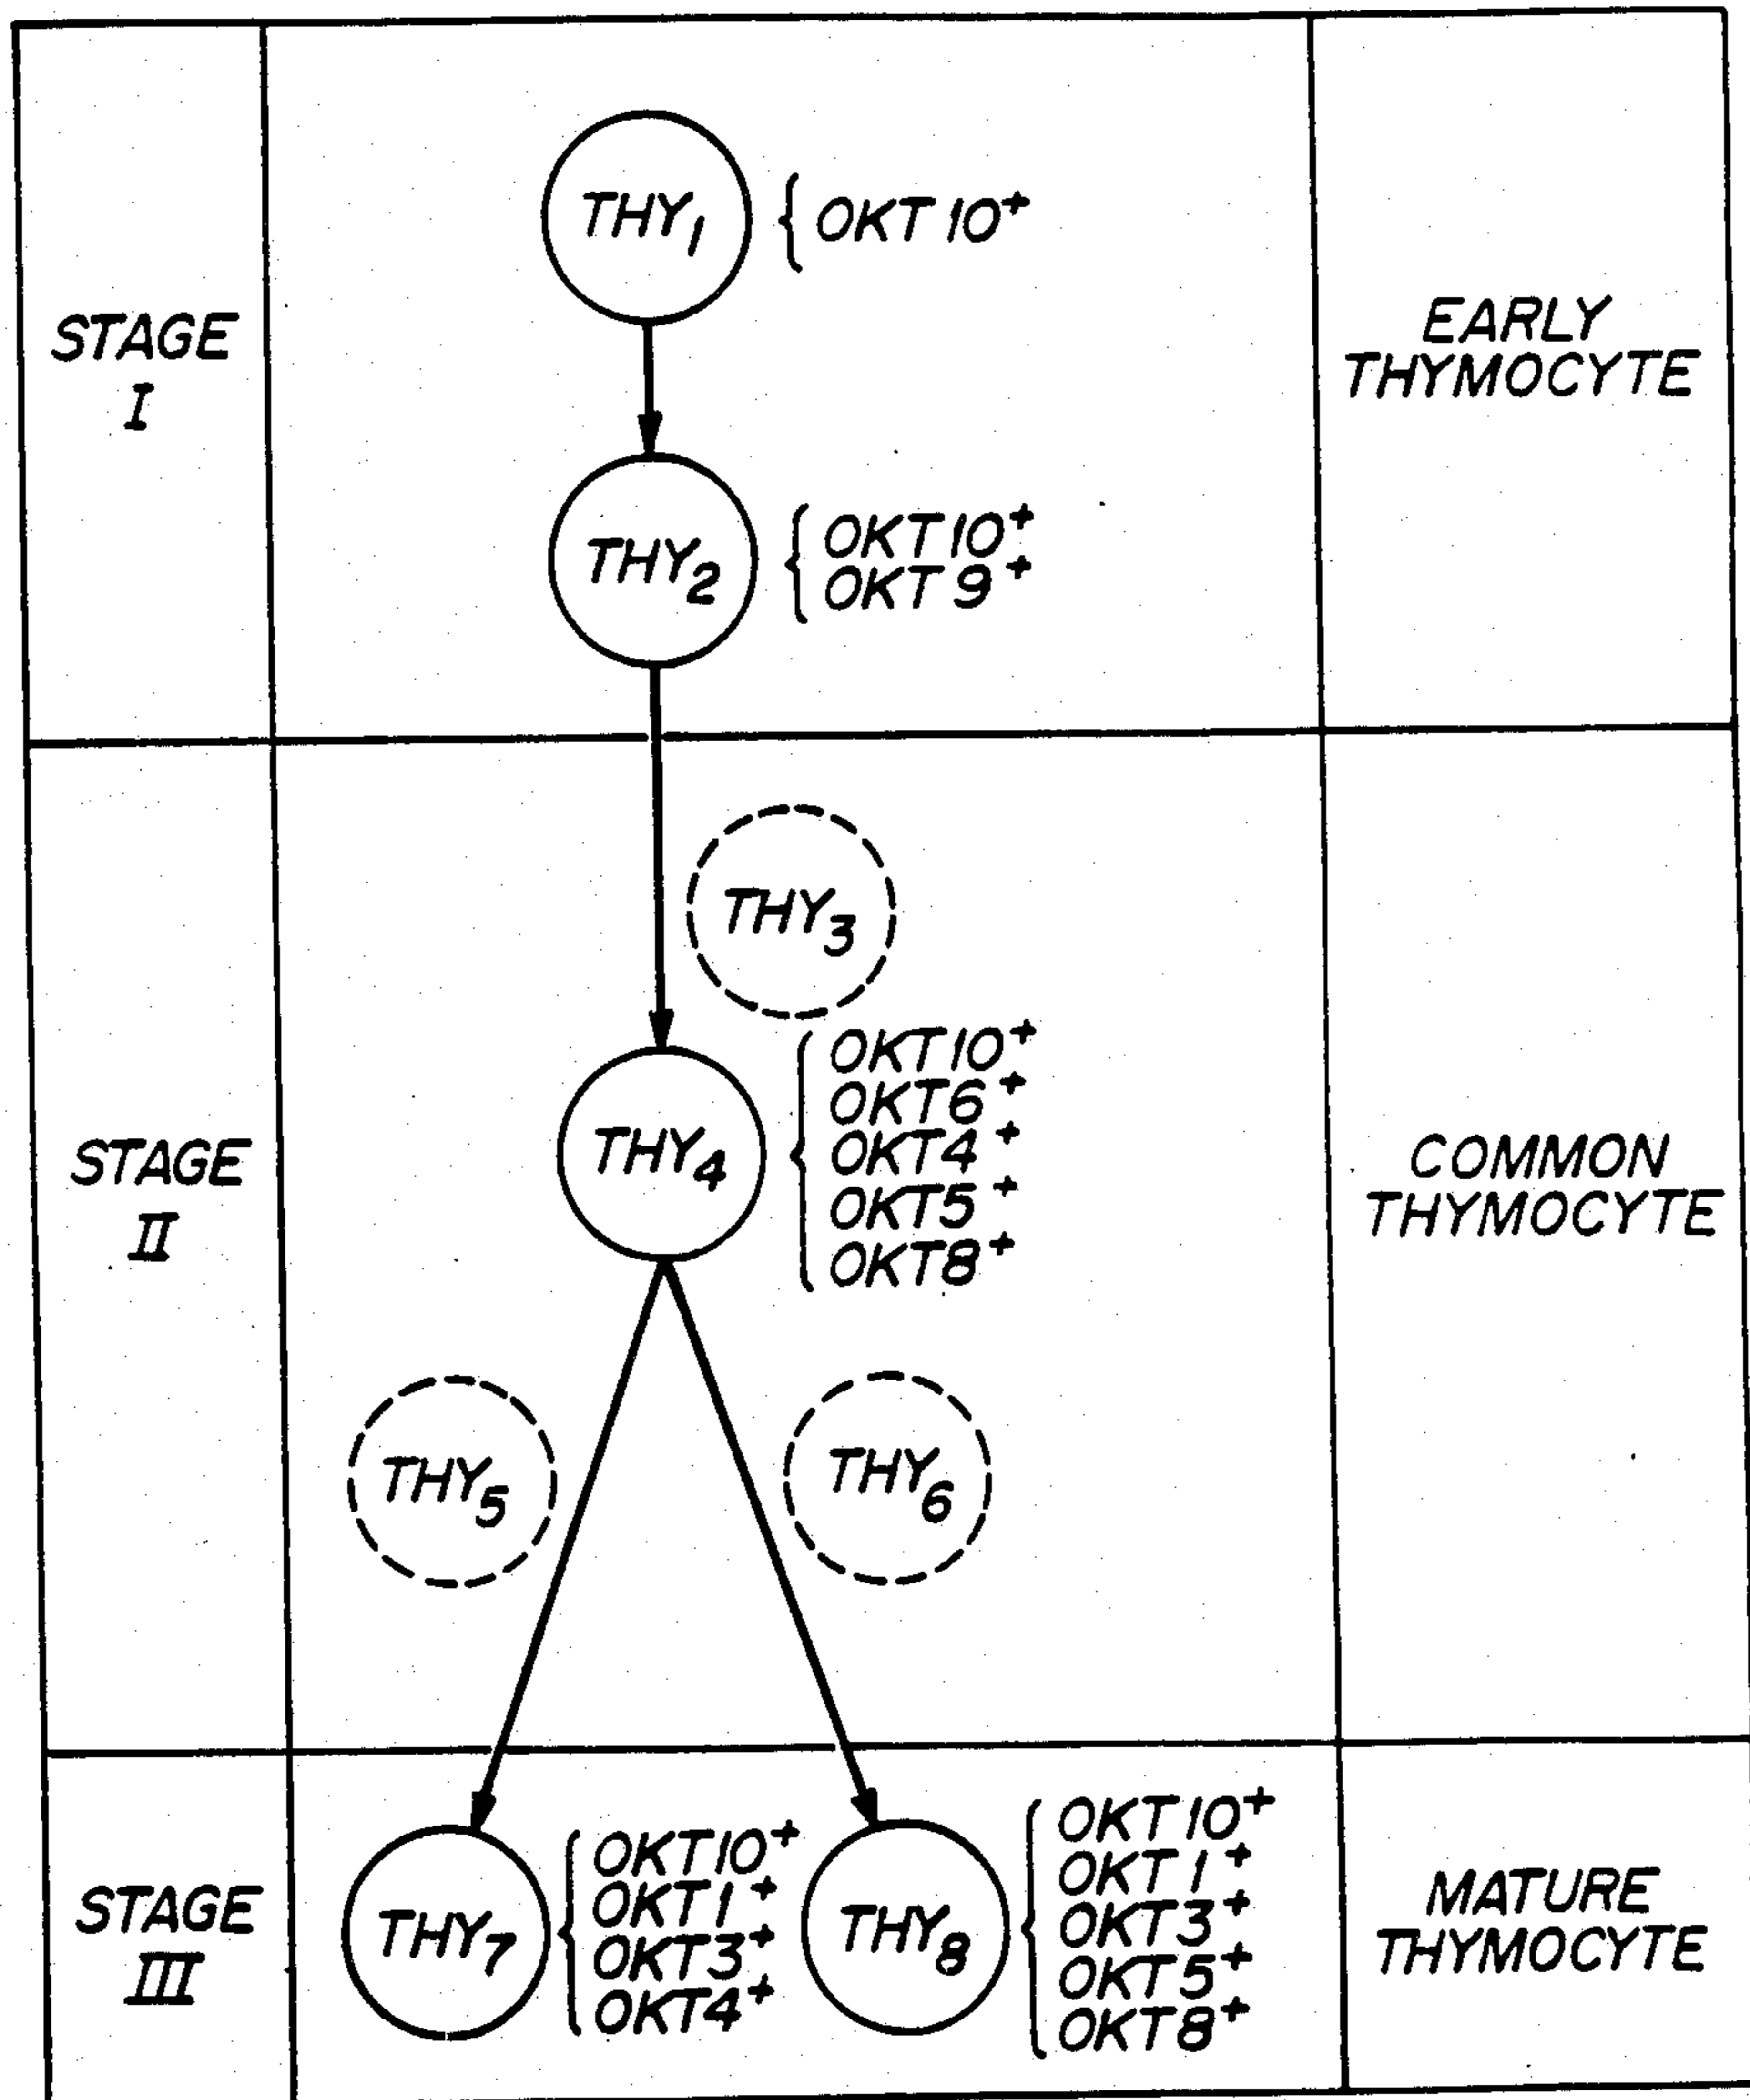 STAGE
I
THY₁
OKT10⁺
EARLY
THYMOCYTE
THY₂
OKT10⁺
OKT9⁺
STAGE
II
THY₃
THY₄
OKT10⁺
OKT6⁺
OKT4⁺
OKT5⁺
OKT8⁺
COMMON
THYMOCYTE
THY₅
THY₆
STAGE
III
THY₇
OKT10⁺
OKT1⁺
OKT3⁺
OKT4⁺
THY₈
OKT10⁺
OKT1⁺
OKT3⁺
OKT5⁺
OKT8⁺
MATURE
THYMOCYTE